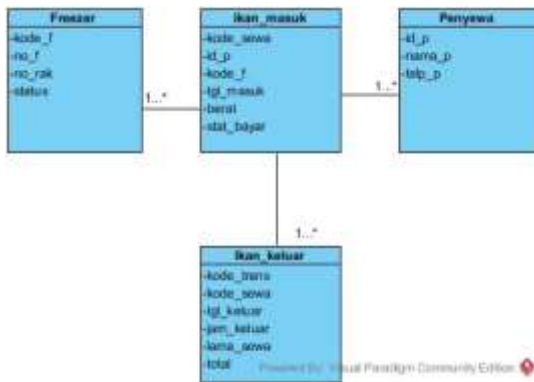 Freezer
-kode_f
-no_f
-no_rak
-status
1...*
Ikan_masuk
-kode_sewa
-id_p
-kode_f
-tgl_masuk
-berat
-stat_bayar
1...*
Penyewa
-id_p
-nama_p
-telp_p
1...*
Ikan_keluar
-kode_trans
-kode_sewa
-tgl_keluar
-jam_keluar
-lama_sewa
-total
Powered By: Visual Paradigm Community Edition